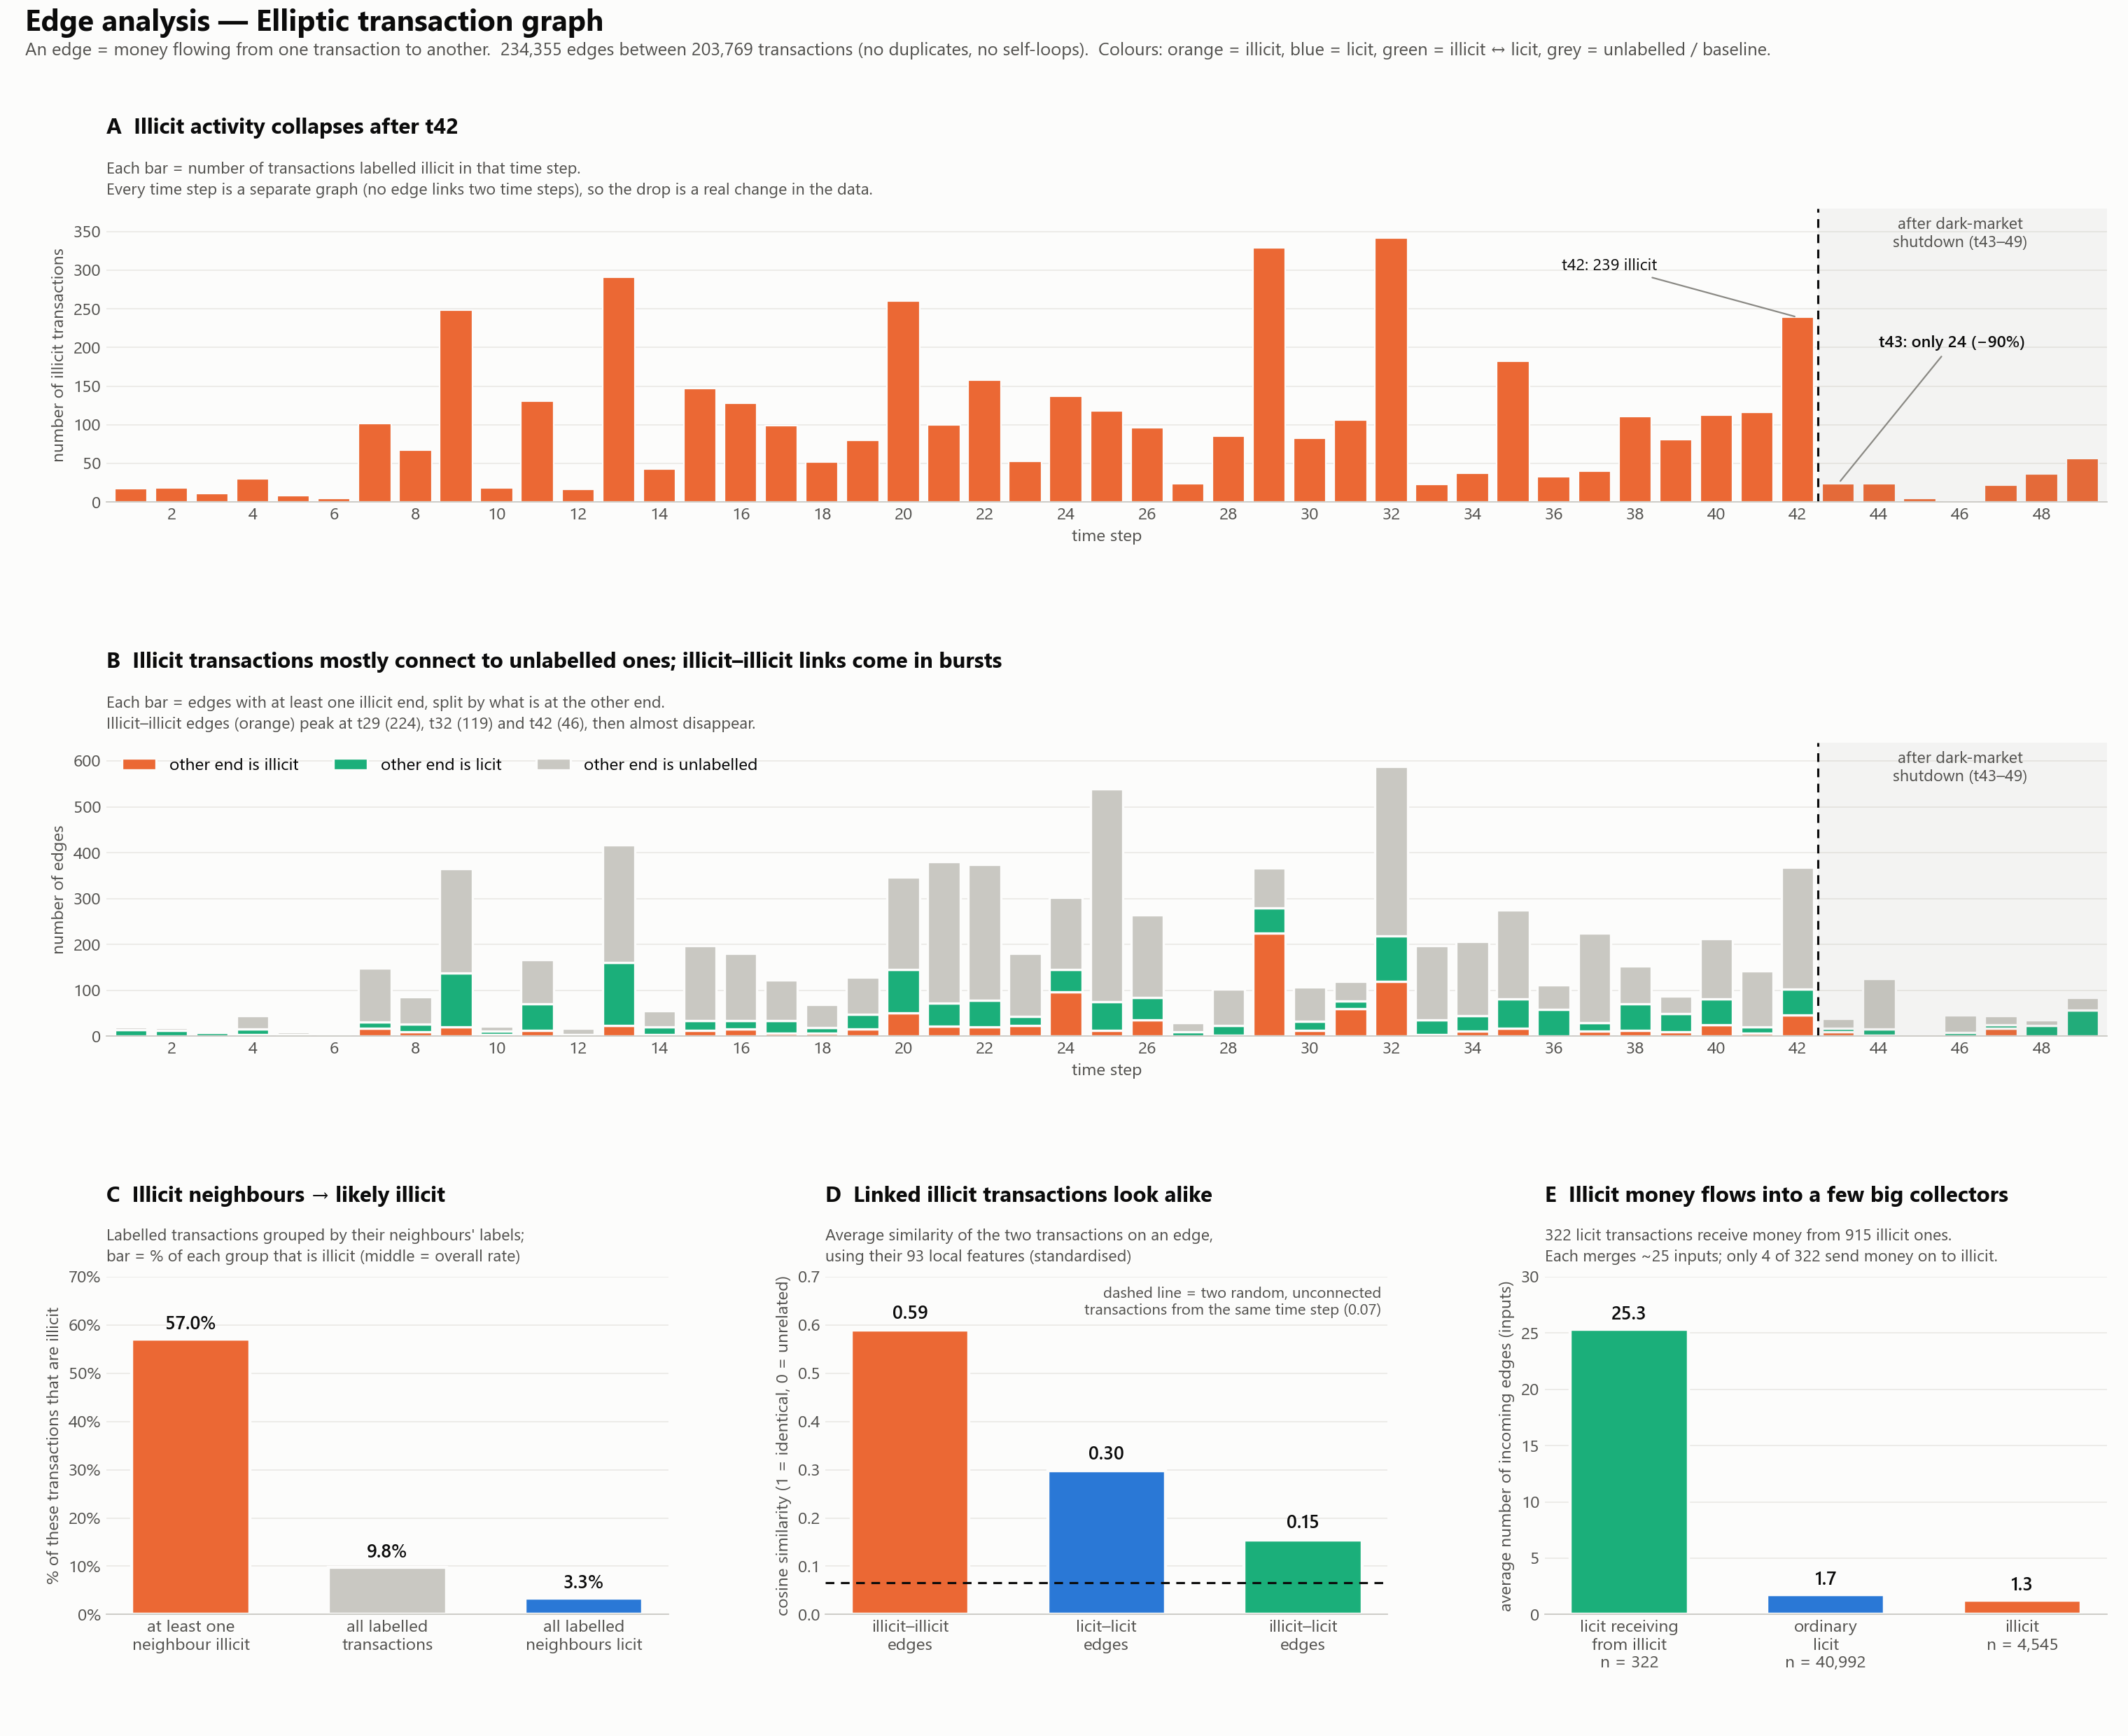 Edge analysis — Elliptic transaction graph
An edge = money flowing from one transaction to another.  234,355 edges between 203,769 transactions (no duplicates, no self-loops).  Colours: orange = illicit, blue = licit, green = illicit ↔ licit, grey = unlabelled / baseline.
A  Illicit activity collapses after t42
Each bar = number of transactions labelled illicit in that time step.
Every time step is a separate graph (no edge links two time steps), so the drop is a real change in the data.
number of illicit transactions
350
300
250
200
150
100
50
0
after dark-market
shutdown (t43–49)
t42: 239 illicit
t43: only 24 (−90%)
2 4 6 8 10 12 14 16 18 20 22 24 26 28 30 32 34 36 38 40 42 44 46 48
time step
B  Illicit transactions mostly connect to unlabelled ones; illicit–illicit links come in bursts
Each bar = edges with at least one illicit end, split by what is at the other end.
Illicit–illicit edges (orange) peak at t29 (224), t32 (119) and t42 (46), then almost disappear.
number of edges
600
500
400
300
200
100
0
other end is illicit
other end is licit
other end is unlabelled
after dark-market
shutdown (t43–49)
2 4 6 8 10 12 14 16 18 20 22 24 26 28 30 32 34 36 38 40 42 44 46 48
time step
C  Illicit neighbours → likely illicit
Labelled transactions grouped by their neighbours' labels;
bar = % of each group that is illicit (middle = overall rate)
% of these transactions that are illicit
70%
60%
50%
40%
30%
20%
10%
0%
57.0%
9.8%
3.3%
at least one
neighbour illicit
all labelled
transactions
all labelled
neighbours licit
D  Linked illicit transactions look alike
Average similarity of the two transactions on an edge,
using their 93 local features (standardised)
cosine similarity (1 = identical, 0 = unrelated)
0.7
0.6
0.5
0.4
0.3
0.2
0.1
0.0
dashed line = two random, unconnected
transactions from the same time step (0.07)
0.59
0.30
0.15
illicit–illicit
edges
licit–licit
edges
illicit–licit
edges
E  Illicit money flows into a few big collectors
322 licit transactions receive money from 915 illicit ones.
Each merges ~25 inputs; only 4 of 322 send money on to illicit.
average number of incoming edges (inputs)
30
25
20
15
10
5
0
25.3
1.7
1.3
licit receiving
from illicit
n = 322
ordinary
licit
n = 40,992
illicit
n = 4,545